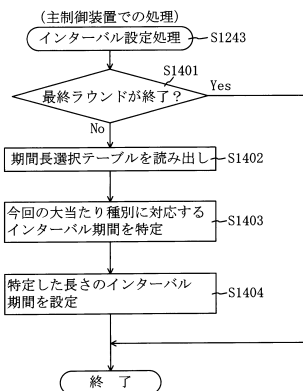 (主制御装置での処理)
インターバル設定処理
S1243
S1401
最終ラウンドが終了?
Yes
No
期間長選択テーブルを読み出し
S1402
今回の大当たり種別に対応する
インターバル期間を特定
S1403
特定した長さのインターバル
期間を設定
S1404
終 了